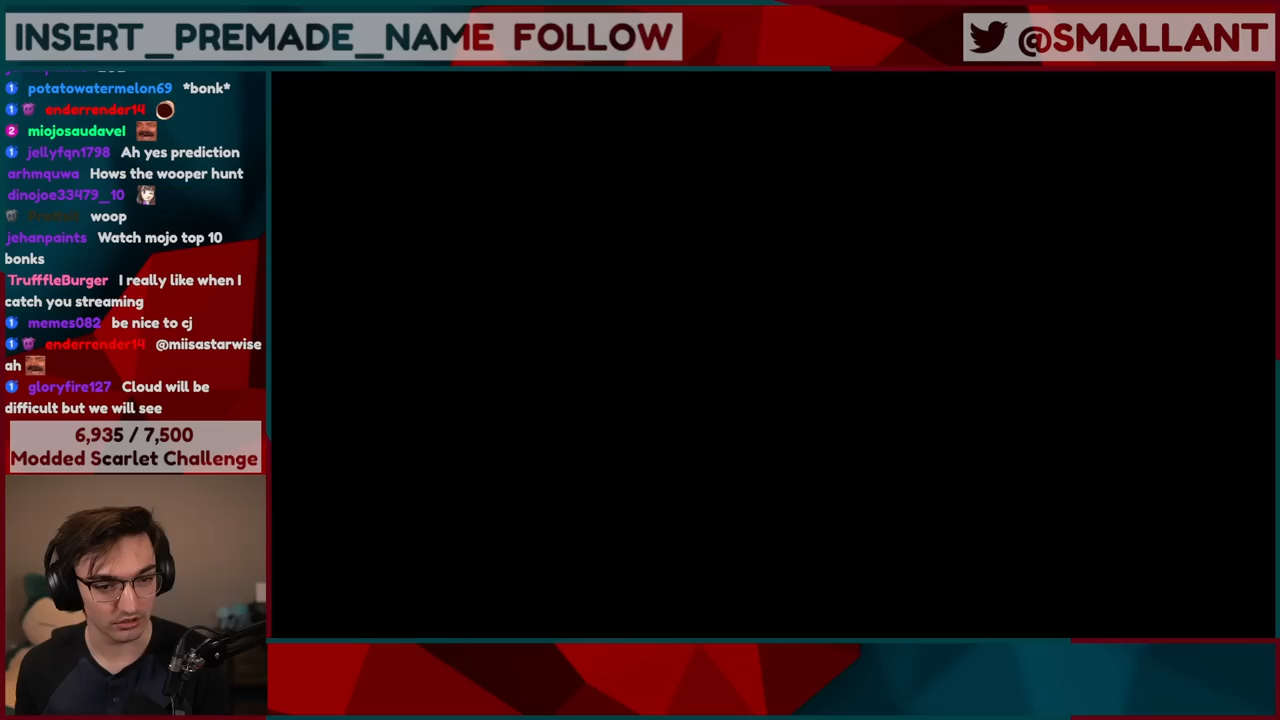 INSERT_PREMADE_NAME FOLLOW
@SMALLANT
potatowatermelon69 *bonk*
enderrender14
miojosaudavel
jellyfqn1798 Ah yes prediction
arhmquwa Hows the wooper hunt
dinojoe33479_10
woop
jehanpaints Watch mojo top 10
bonks
TrufffleBurger I really like when I
catch you streaming
memes082 be nice to cj
enderrender14 @miisastarwise
ah
gloryfire127 Cloud will be
difficult but we will see
6,935 / 7,500
Modded Scarlet Challenge